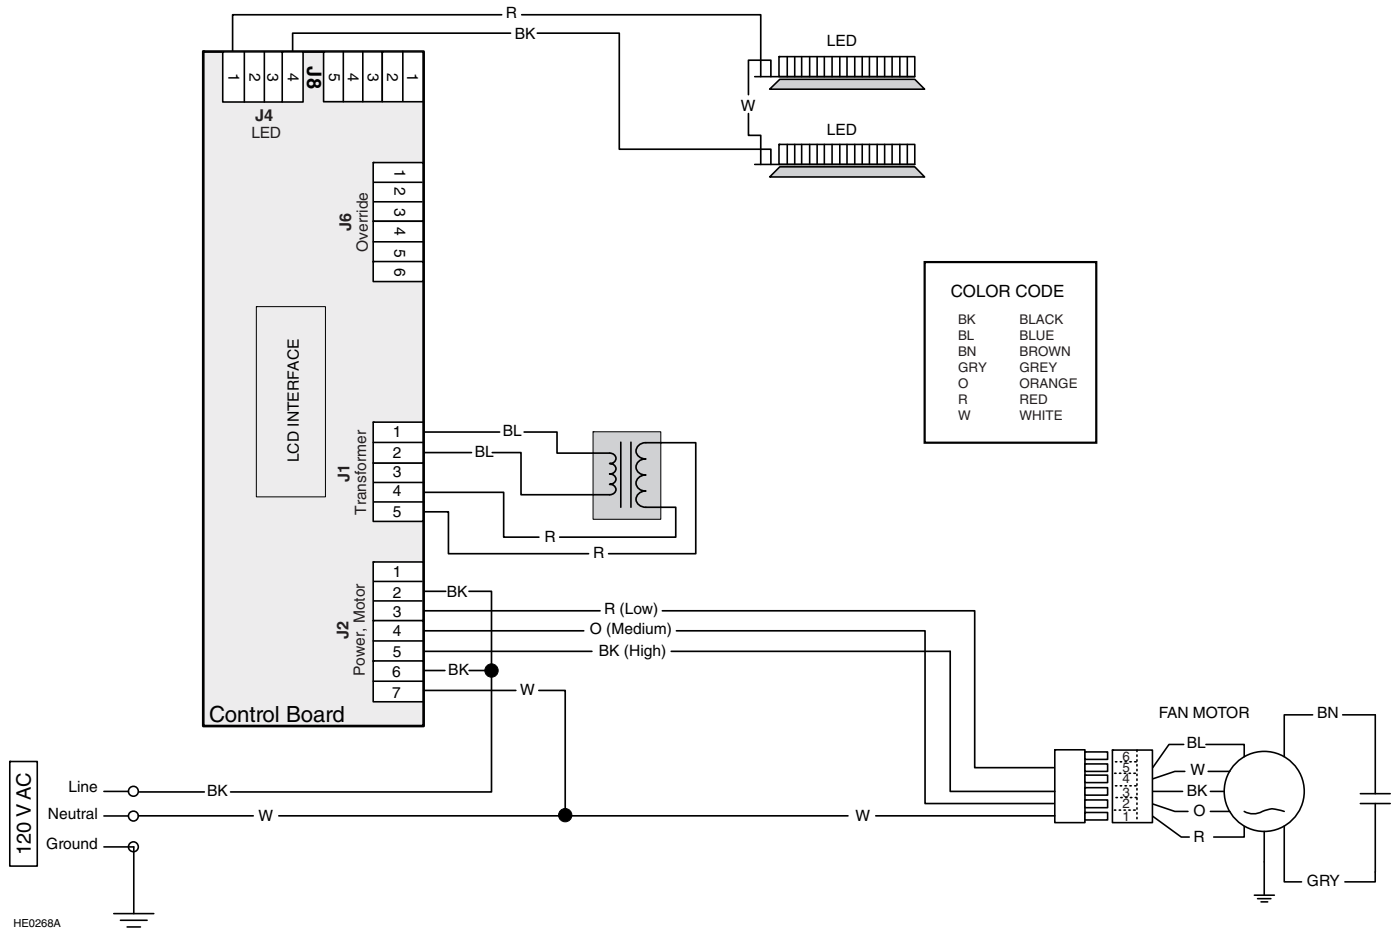 R
BK
LED
1 2 3 4
J8
5 4 3 2 1
J4
LED
W
LED
1
2
3
4
5
6
J6
Override
COLOR CODE
BK BLACK
BL BLUE
BN BROWN
GRY GREY
O ORANGE
R RED
W WHITE
LCD INTERFACE
J1
Transformer
1
2
3
4
5
BL
BL
R
R
J2
Power, Motor
1
2
3
4
5
6
7
BK
R (Low)
O (Medium)
BK (High)
BK
W
Control Board
FAN MOTOR
BN
6
5
4
3
2
1
BL
W
BK
O
R
GRY
120 V AC
Line
BK
Neutral
W
W
Ground
HE0268A